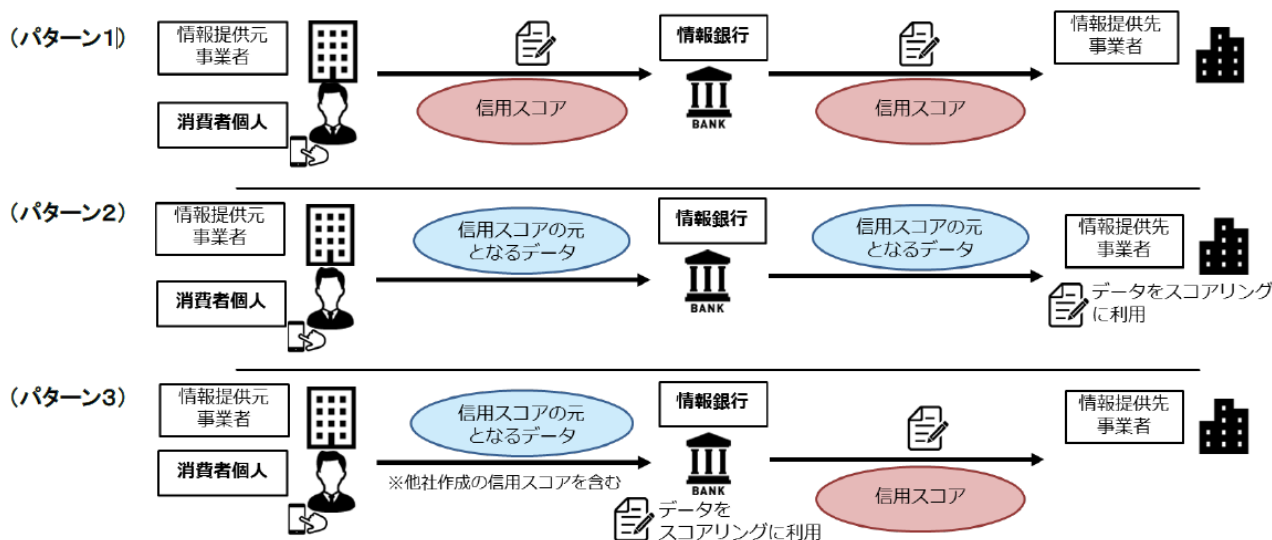 （パターン1）
情報提供元
事業者
消費者個人
信用スコア
情報銀行
BANK
信用スコア
情報提供先
事業者
（パターン2）
情報提供元
事業者
消費者個人
信用スコアの元
となるデータ
情報銀行
BANK
信用スコアの元
となるデータ
情報提供先
事業者
データをスコアリング
に利用
（パターン3）
情報提供元
事業者
消費者個人
信用スコアの元
となるデータ
※他社作成の信用スコアを含む
情報銀行
BANK
データを
スコアリングに利用
信用スコア
情報提供先
事業者